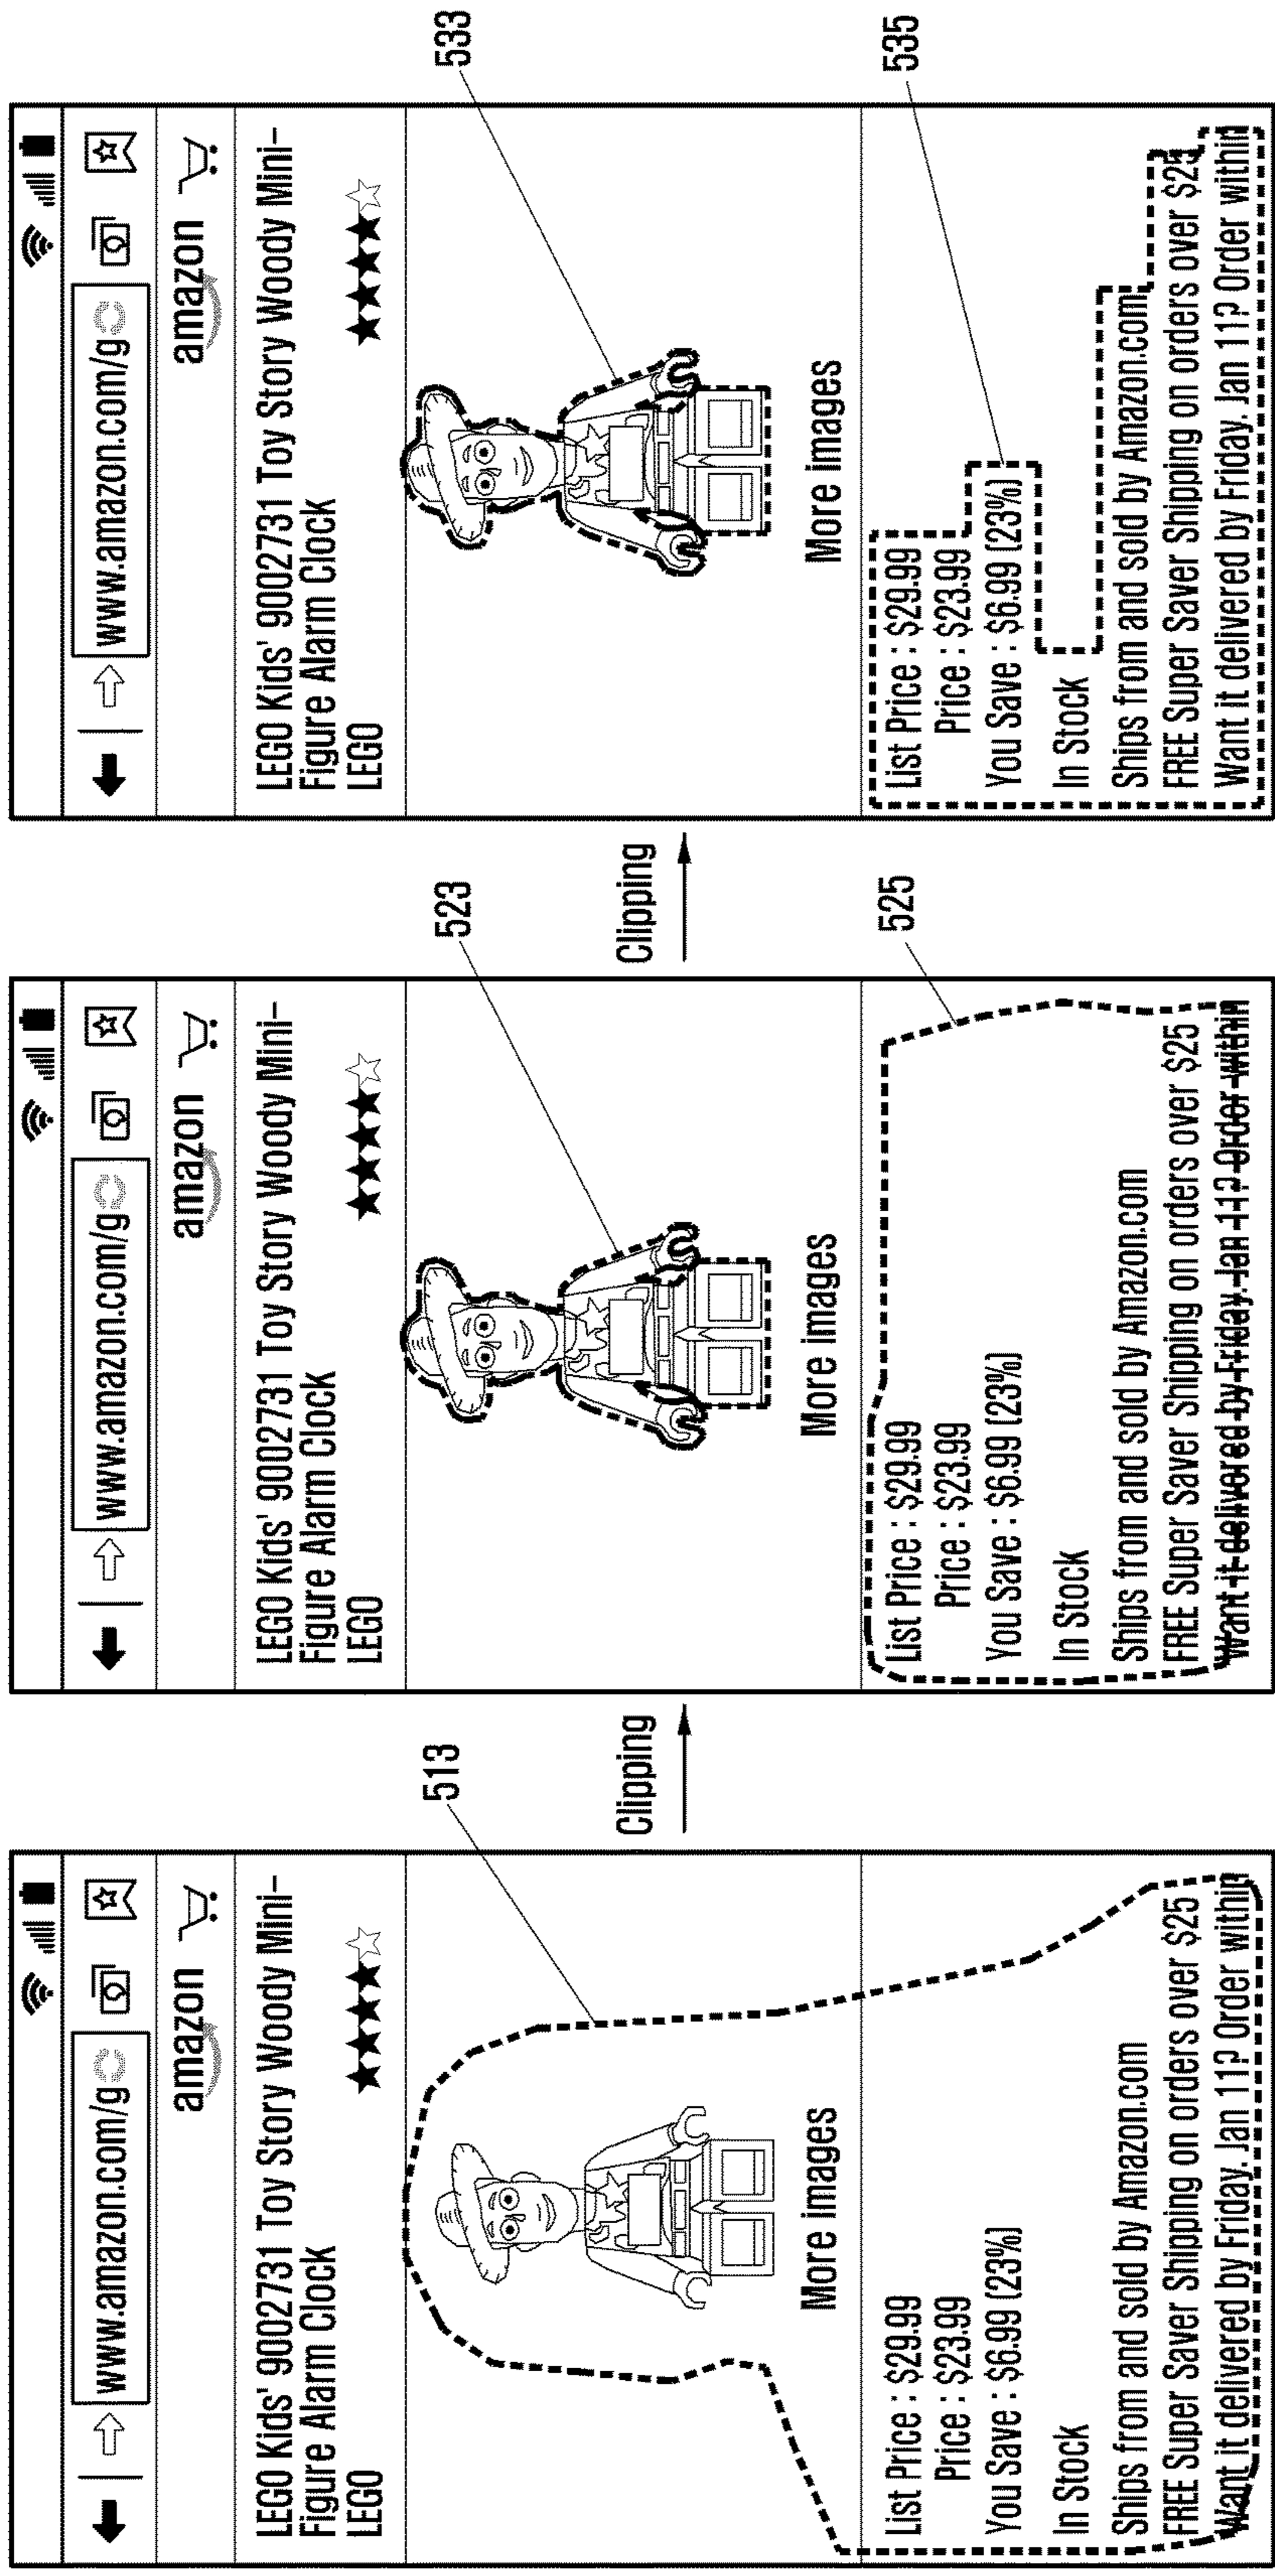 www.amazon.com/g
amazon
LEGO Kids' 9002731 Toy Story Woody Mini-
Figure Alarm Clock
LEGO
513
More images
List Price : $29.99
Price : $23.99
You Save : $6.99 (23%)
In Stock
Ships from and sold by Amazon.com
FREE Super Saver Shipping on orders over $25
Want it delivered by Friday. Jan 11? Order within
Clipping
www.amazon.com/g
amazon
LEGO Kids' 9002731 Toy Story Woody Mini-
Figure Alarm Clock
LEGO
523
More images
525
List Price : $29.99
Price : $23.99
You Save : $6.99 (23%)
In Stock
Ships from and sold by Amazon.com
FREE Super Saver Shipping on orders over $25
Want it delivered by Friday. Jan 11? Order within
Clipping
www.amazon.com/g
amazon
LEGO Kids' 9002731 Toy Story Woody Mini-
Figure Alarm Clock
LEGO
533
More images
535
List Price : $29.99
Price : $23.99
You Save : $6.99 (23%)
In Stock
Ships from and sold by Amazon.com
FREE Super Saver Shipping on orders over $25
Want it delivered by Friday. Jan 11? Order within